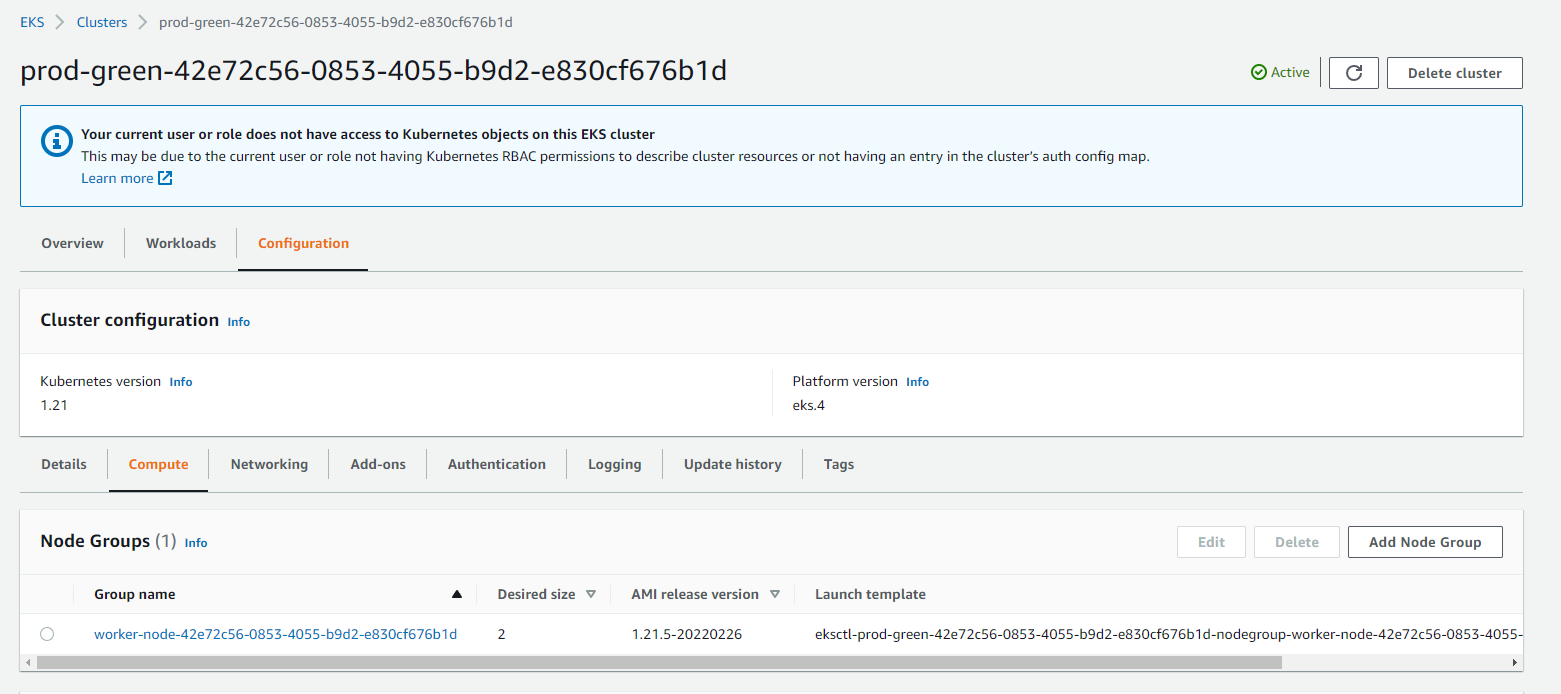 EKS Clusters prod-green-42e72c56-0853-4055-b9d2-e830cf676b1d
prod-green-42e72c56-0853-4055-b9d2-e830cf676b1d
Active Delete cluster
Your current user or role does not have access to Kubernetes objects on this EKS cluster
This may be due to the current user or role not having Kubernetes RBAC permissions to describe cluster resources or not having an entry in the cluster's auth config map.
Learn more
Overview Workloads Configuration
Cluster configuration Info
Kubernetes version Info Platform version Info
1.21 eks.4
Details Compute Networking Add-ons Authentication Logging Update history Tags
Node Groups (1) Info Edit Delete Add Node Group
Group name Desired size AMI release version Launch template
worker-node-42e72c56-0853-4055-b9d2-e830cf676b1d 2 1.21.5-20220226 eksctl-prod-green-42e72c56-0853-4055-b9d2-e830cf676b1d-nodegroup-worker-node-42e72c56-0853-4055-